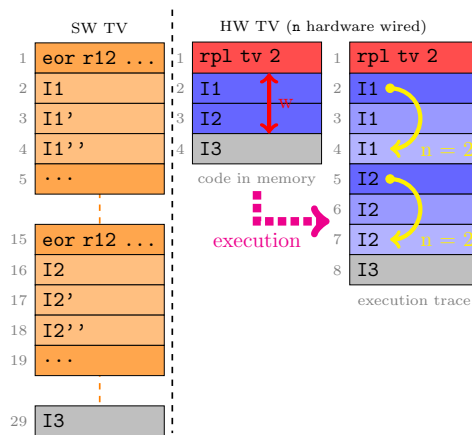 SW TV
1 eor r12 ...
2 I1
3 I1'
4 I1''
5 ...
15 eor r12 ...
16 I2
17 I2'
18 I2''
19 ...
29 I3
HW TV (n hardware wired)
1 rpl tv 2
2 I1
3 I2
4 I3
w
code in memory
execution
1 rpl tv 2
2 I1
3 I1
4 I1 n = 2
5 I2
6 I2
7 I2 n = 2
8 I3
execution trace